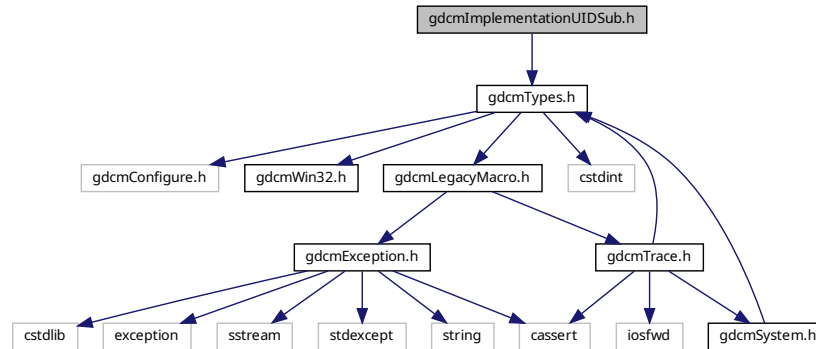 gdcmImplementationUIDSub.h
gdcmTypes.h
gdcmConfigure.h
gdcmWin32.h
gdcmLegacyMacro.h
cstdint
gdcmException.h
gdcmTrace.h
cstdlib
exception
sstream
stdexcept
string
cassert
iosfwd
gdcmSystem.h